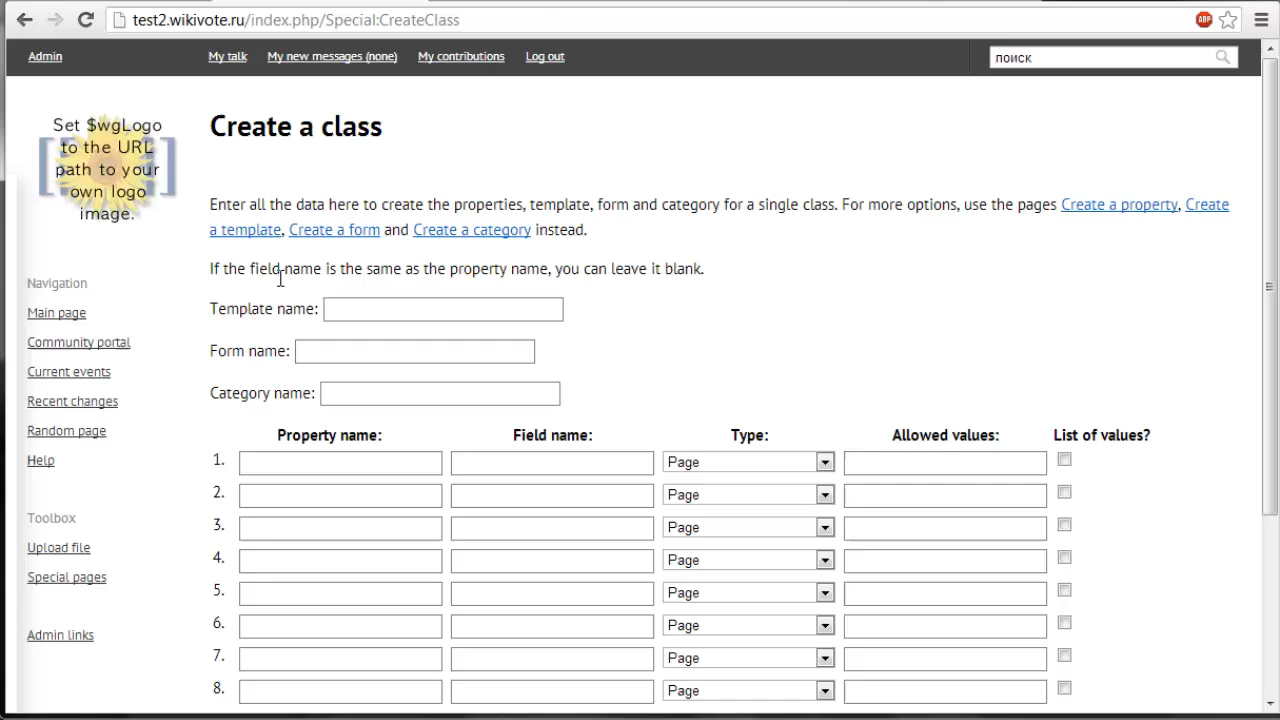 test2.wikivote.ru/index.php/Special:CreateClass
ABP
Admin My talk My new messages (none) My contributions Log out поиск
Set $wgLogo
to the URL
path to your
own logo
image.
Create a class
Enter all the data here to create the properties, template, form and category for a single class. For more options, use the pages Create a property, Create
a template, Create a form and Create a category instead.
If the field name is the same as the property name, you can leave it blank.
Template name:
Form name:
Category name:
Navigation
Main page
Community portal
Current events
Recent changes
Random page
Help
Toolbox
Upload file
Special pages
Admin links
Property name: Field name: Type: Allowed values: List of values?
1. Page
2. Page
3. Page
4. Page
5. Page
6. Page
7. Page
8. Page